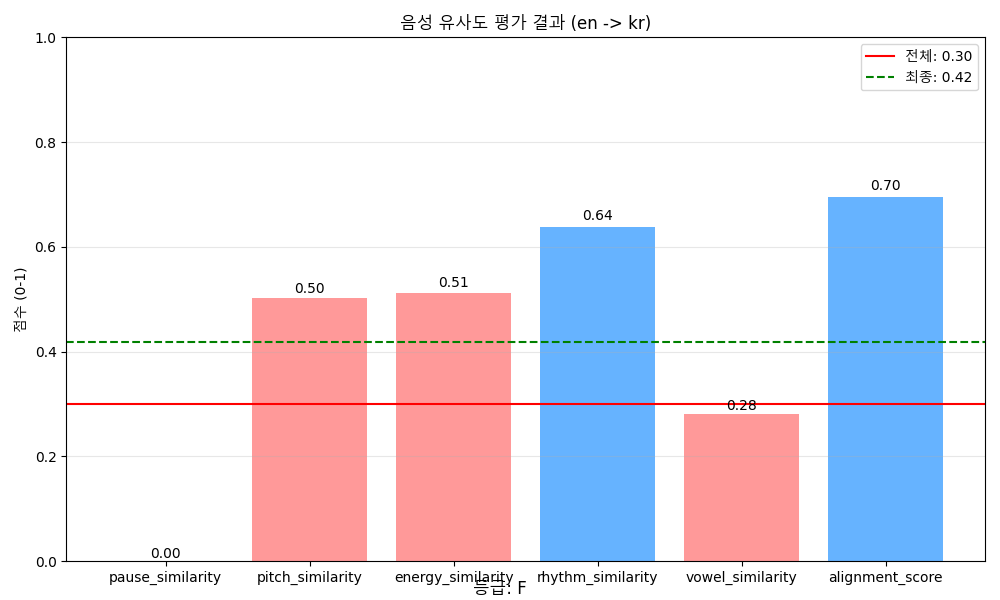 음성 유사도 평가 결과 (en -> kr)
전체: 0.30
최종: 0.42
점수 (0-1)
1.0
0.8
0.6
0.4
0.2
0.0
0.00
0.50
0.51
0.64
0.28
0.70
pause_similarity
pitch_similarity
energy_similarity
rhythm_similarity
vowel_similarity
alignment_score
등급: F